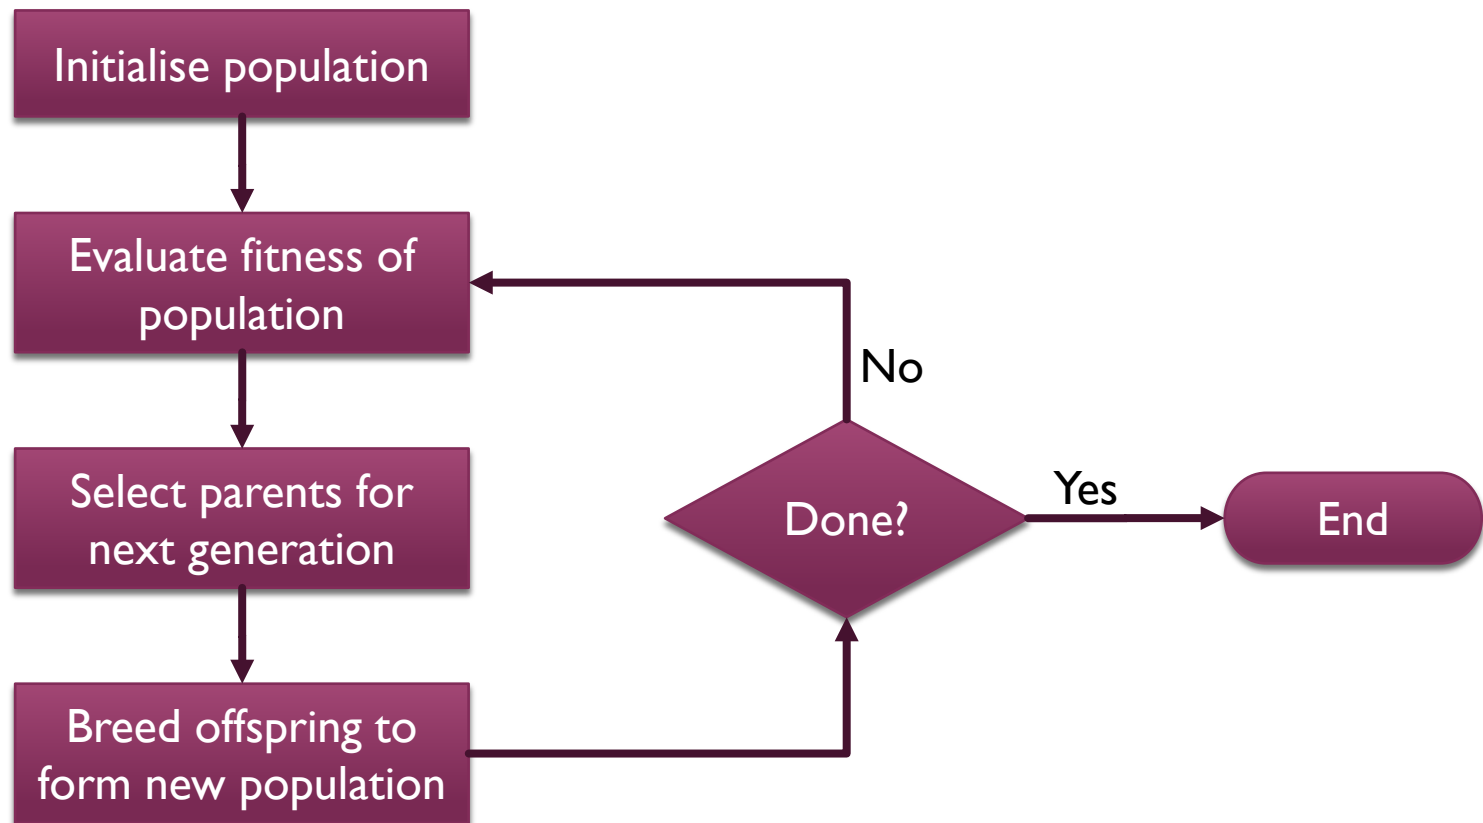 Initialise population
Evaluate fitness of
population
No
Select parents for
next generation
Done?
Yes
End
Breed offspring to
form new population